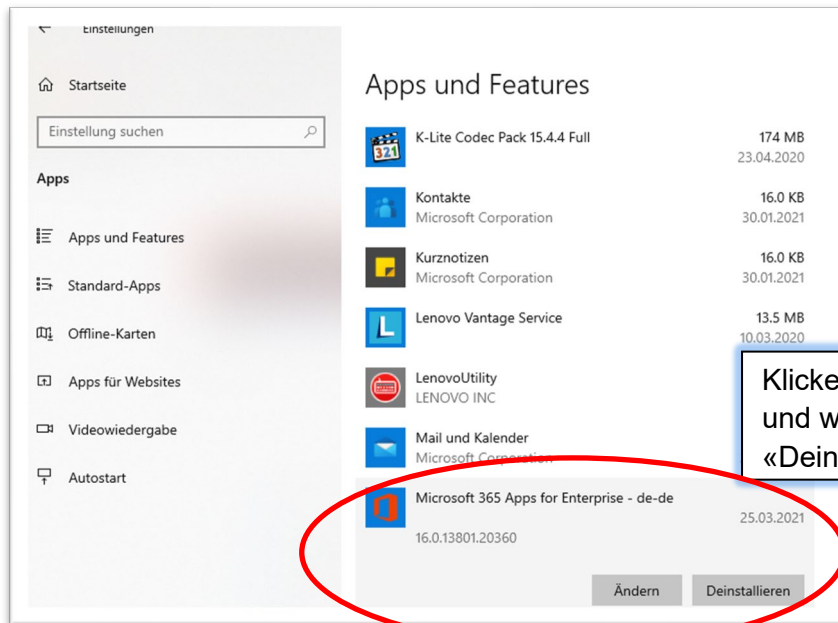 Einstellungen
Startseite
Einstellung suchen
Apps
Apps und Features
Standard-Apps
Offline-Karten
Apps für Websites
Videowiedergabe
Autostart
Apps und Features
K-Lite Codec Pack 15.4.4 Full 174 MB
23.04.2020
Kontakte 16.0 KB
Microsoft Corporation 30.01.2021
Kurznotizen 16.0 KB
Microsoft Corporation 30.01.2021
Lenovo Vantage Service 13.5 MB
10.03.2020
LenovoUtility
LENOVO INC
Mail und Kalender
Microsoft Corporation
Microsoft 365 Apps for Enterprise - de-de
25.03.2021
16.0.13801.20360
Ändern Deinstallieren
Klicke
und w
«Dein
321
L